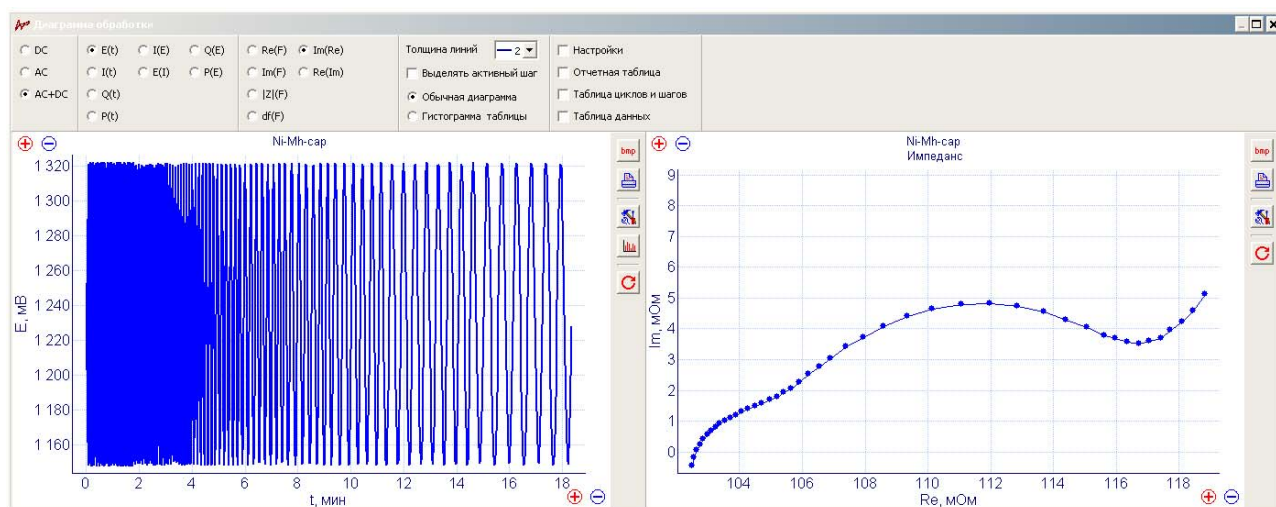 Диаграмма обработки
DC E(t) I(E) Q(E) Re(F) Im(Re) Толщина линий 2 Настройки
AC I(t) E(I) P(E) Im(F) Re(Im) Выделять активный шаг Отчетная таблица
AC+DC Q(t) |Z|(F) Обычная диаграмма Таблица циклов и шагов
P(t) df(F) Гистограмма таблицы Таблица данных
Ni-Mh-cap
1 320
1 300
1 280
1 260
1 240
1 220
1 200
1 180
1 160
E, мВ
0 2 4 6 8 10 12 14 16 18
t, мин
bmp
Ni-Mh-cap
Импеданс
9
8
7
6
5
4
3
2
1
0
Im, мОм
104 106 108 110 112 114 116 118
Re, мОм
bmp